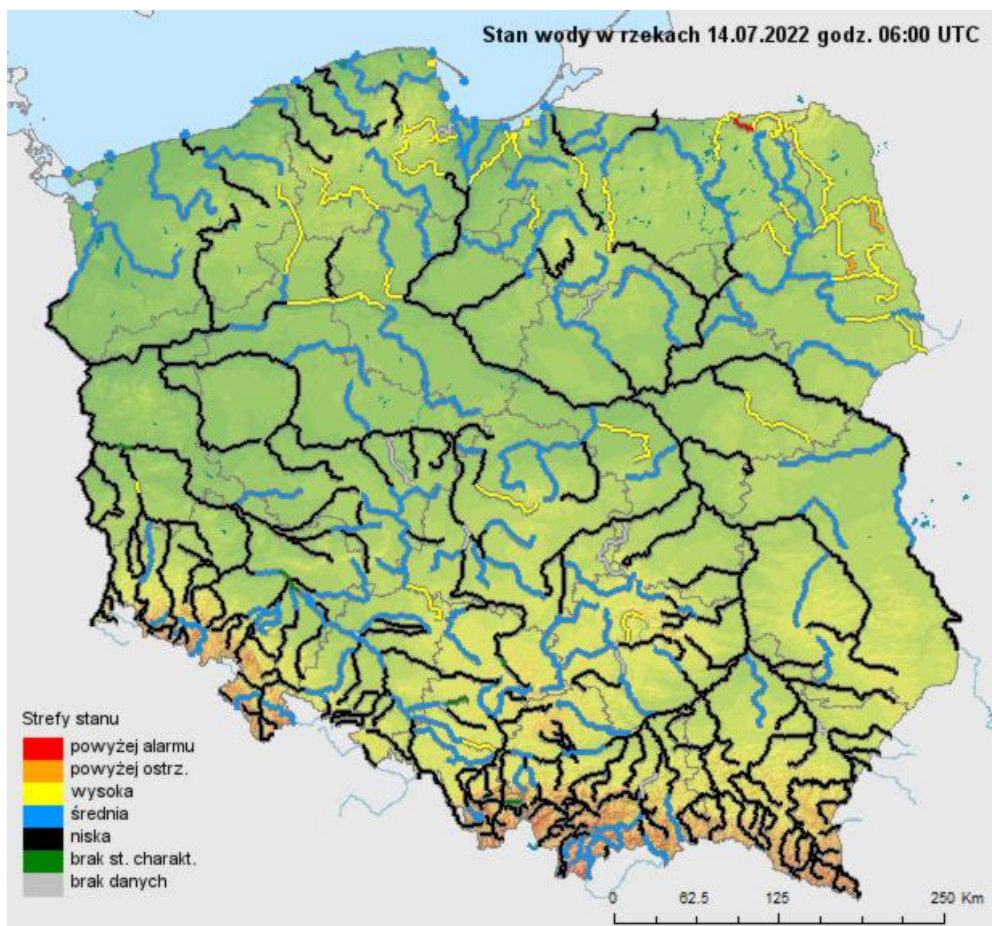 Stan wody w rzekach 14.07.2022 godz. 06:00 UTC
Strefy stanu
powyżej alarmu
powyżej ostrz.
wysoka
średnia
niska
brak st. charakt.
brak danych
0 62.5 125 250 Km